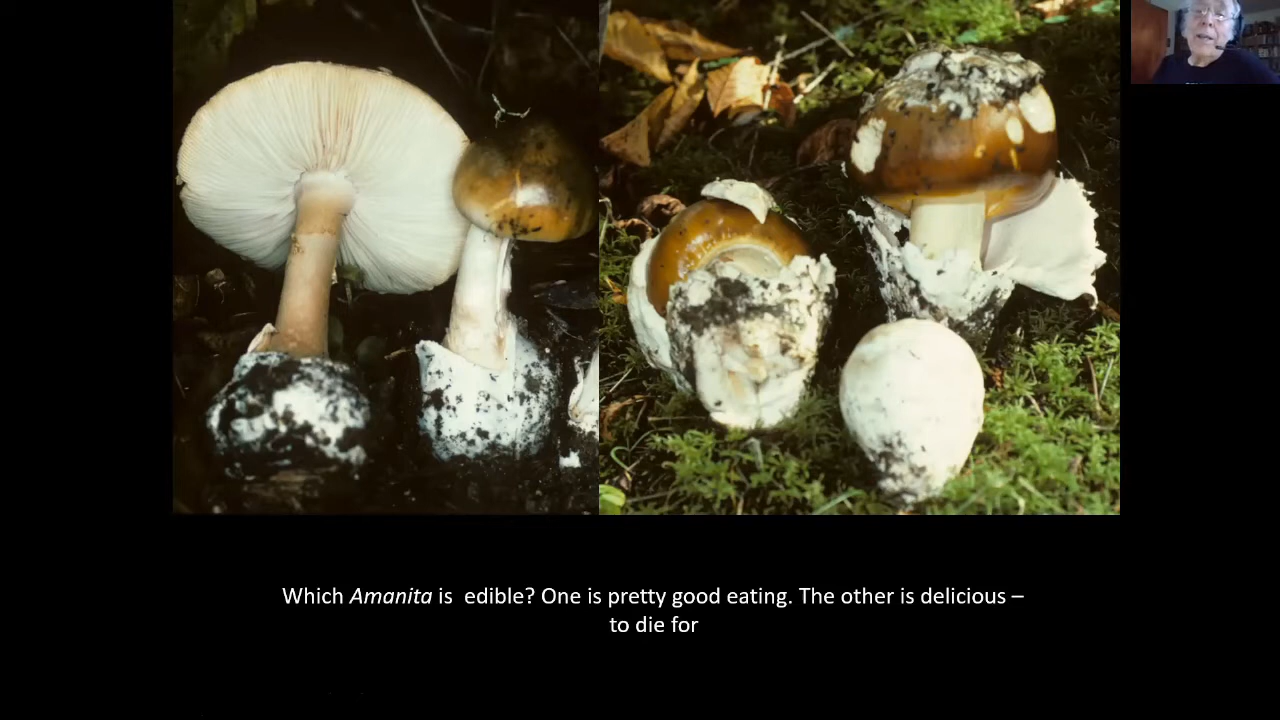 Which Amanita is  edible? One is pretty good eating. The other is delicious –
to die for